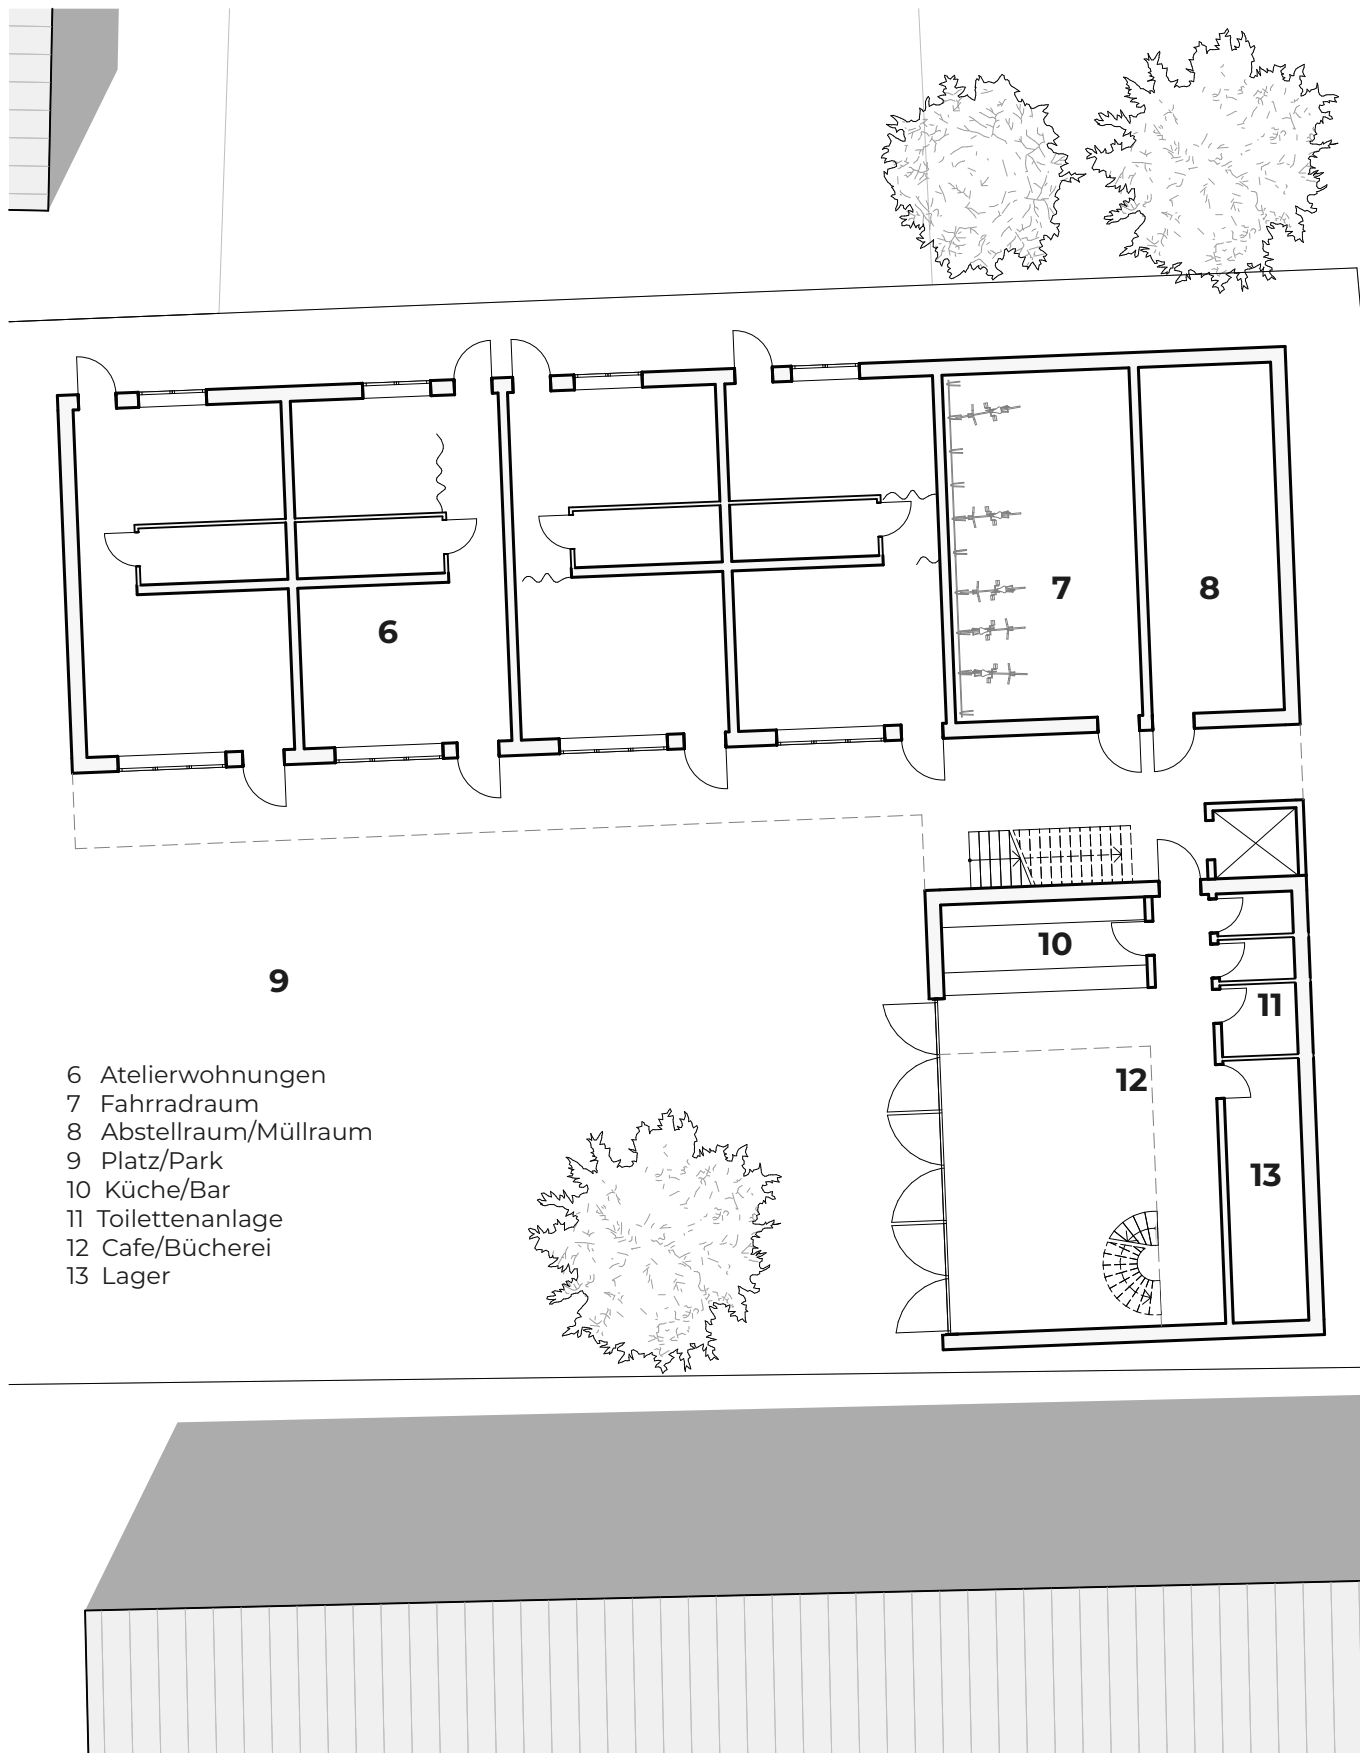 7
8
6
10
9
11
12
13
6 Atelierwohnungen
7 Fahrradraum
8 Abstellraum/Müllraum
9 Platz/Park
10 Küche/Bar
11 Toilettenanlage
12 Cafe/Bücherei
13 Lager